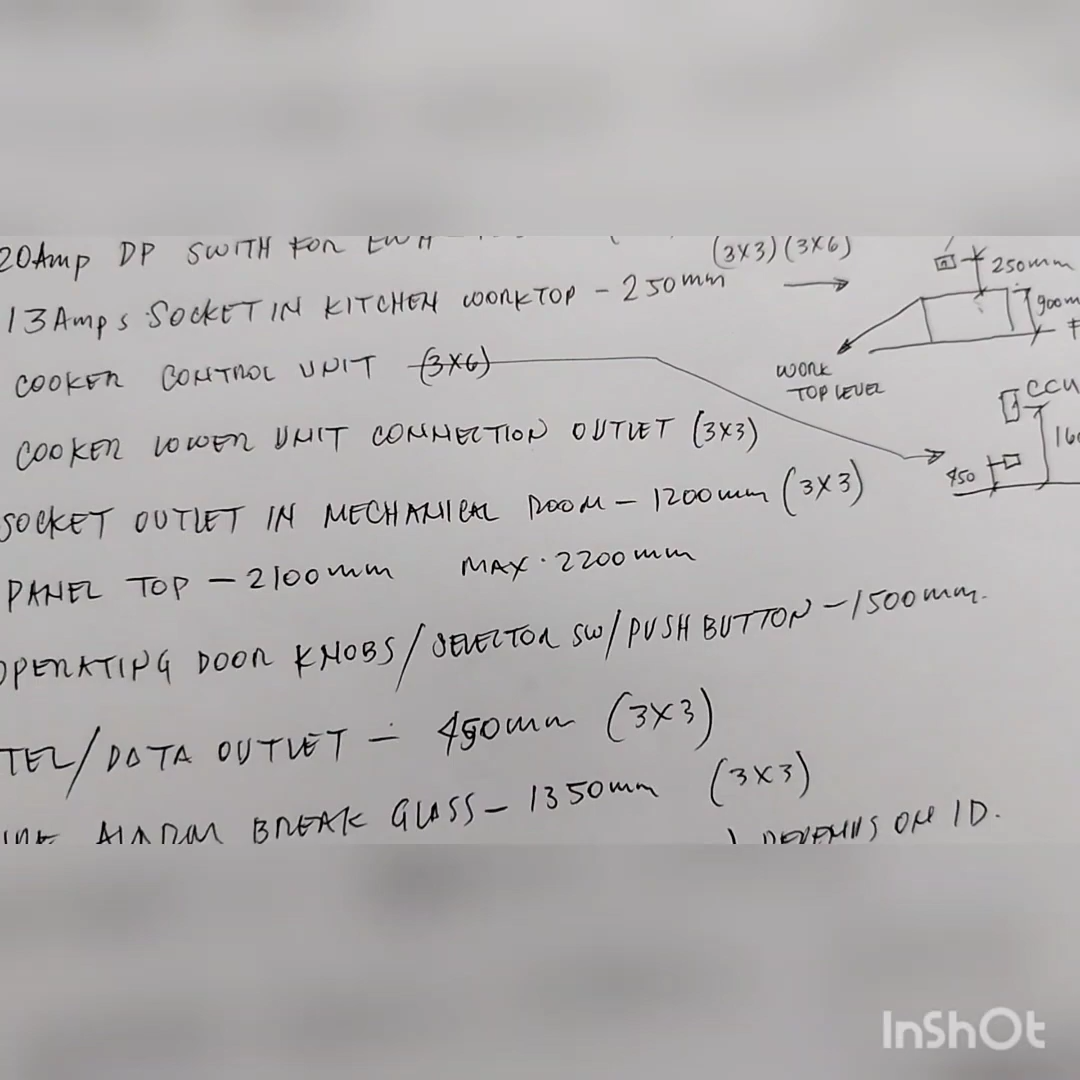 20Amp DP SWITH FOR EWH
(3X3) (3X6)
250mm
13Amps SOCKET IN KITCHEN WORKTOP - 250mm
900m
COOKER CONTROL UNIT (3X6)
WORK
TOP LEVEL
CCU
COOKER LOWER UNIT CONNECTION OUTLET (3X3)
450
SOCKET OUTLET IN MECHANICAL ROOM - 1200mm (3X3)
PANEL TOP - 2100mm MAX. 2200mm
OPERATING DOOR KNOBS/SELECTOR SW/PUSH BUTTON - 1500mm.
TEL/DATA OUTLET - 450mm (3X3)
ALARM BREAK GLASS - 1350mm (3X3)
DEPENDS ON ID.
InShOt